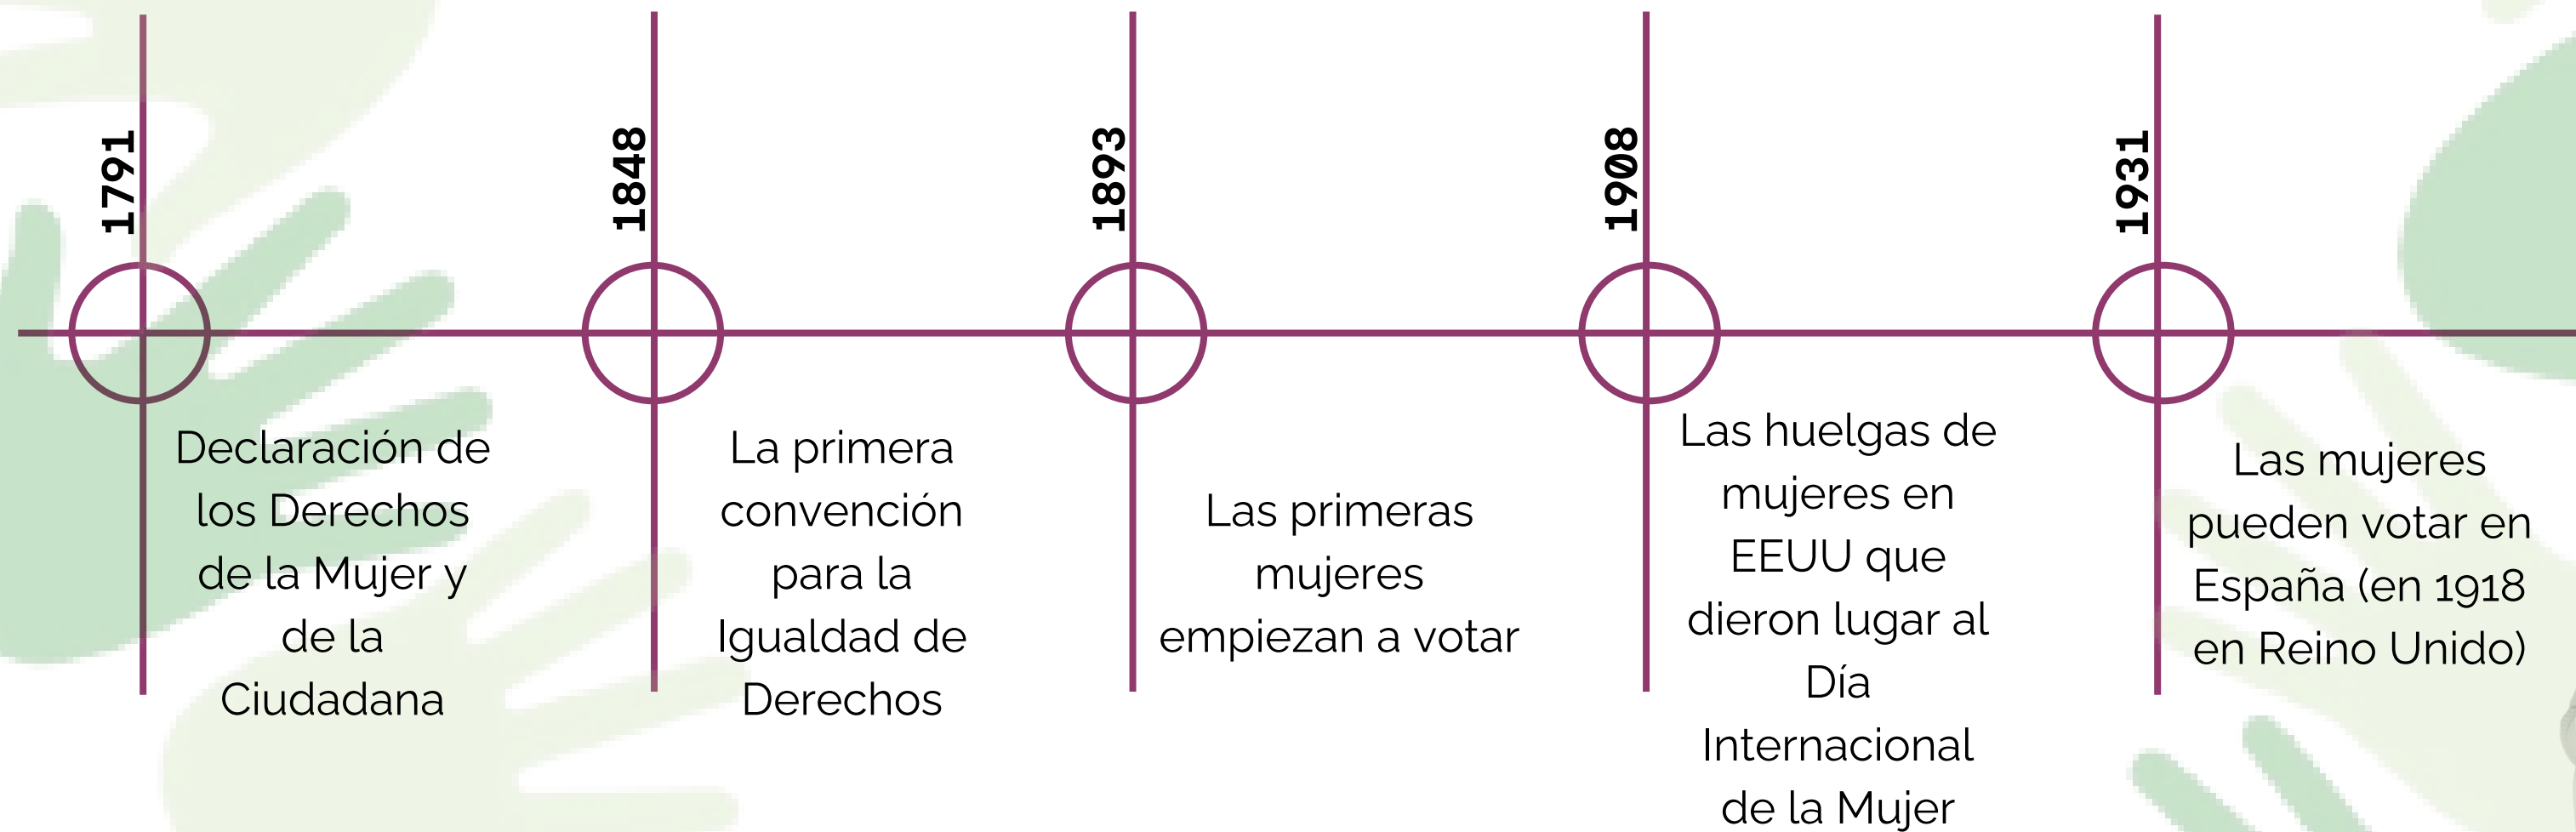 1791
Declaración de
los Derechos
de la Mujer y
de la
Ciudadana
1848
La primera
convención
para la
Igualdad de
Derechos
1893
Las primeras
mujeres
empiezan a votar
1908
Las huelgas de
mujeres en
EEUU que
dieron lugar al
Día
Internacional
de la Mujer
1931
Las mujeres
pueden votar en
España (en 1918
en Reino Unido)